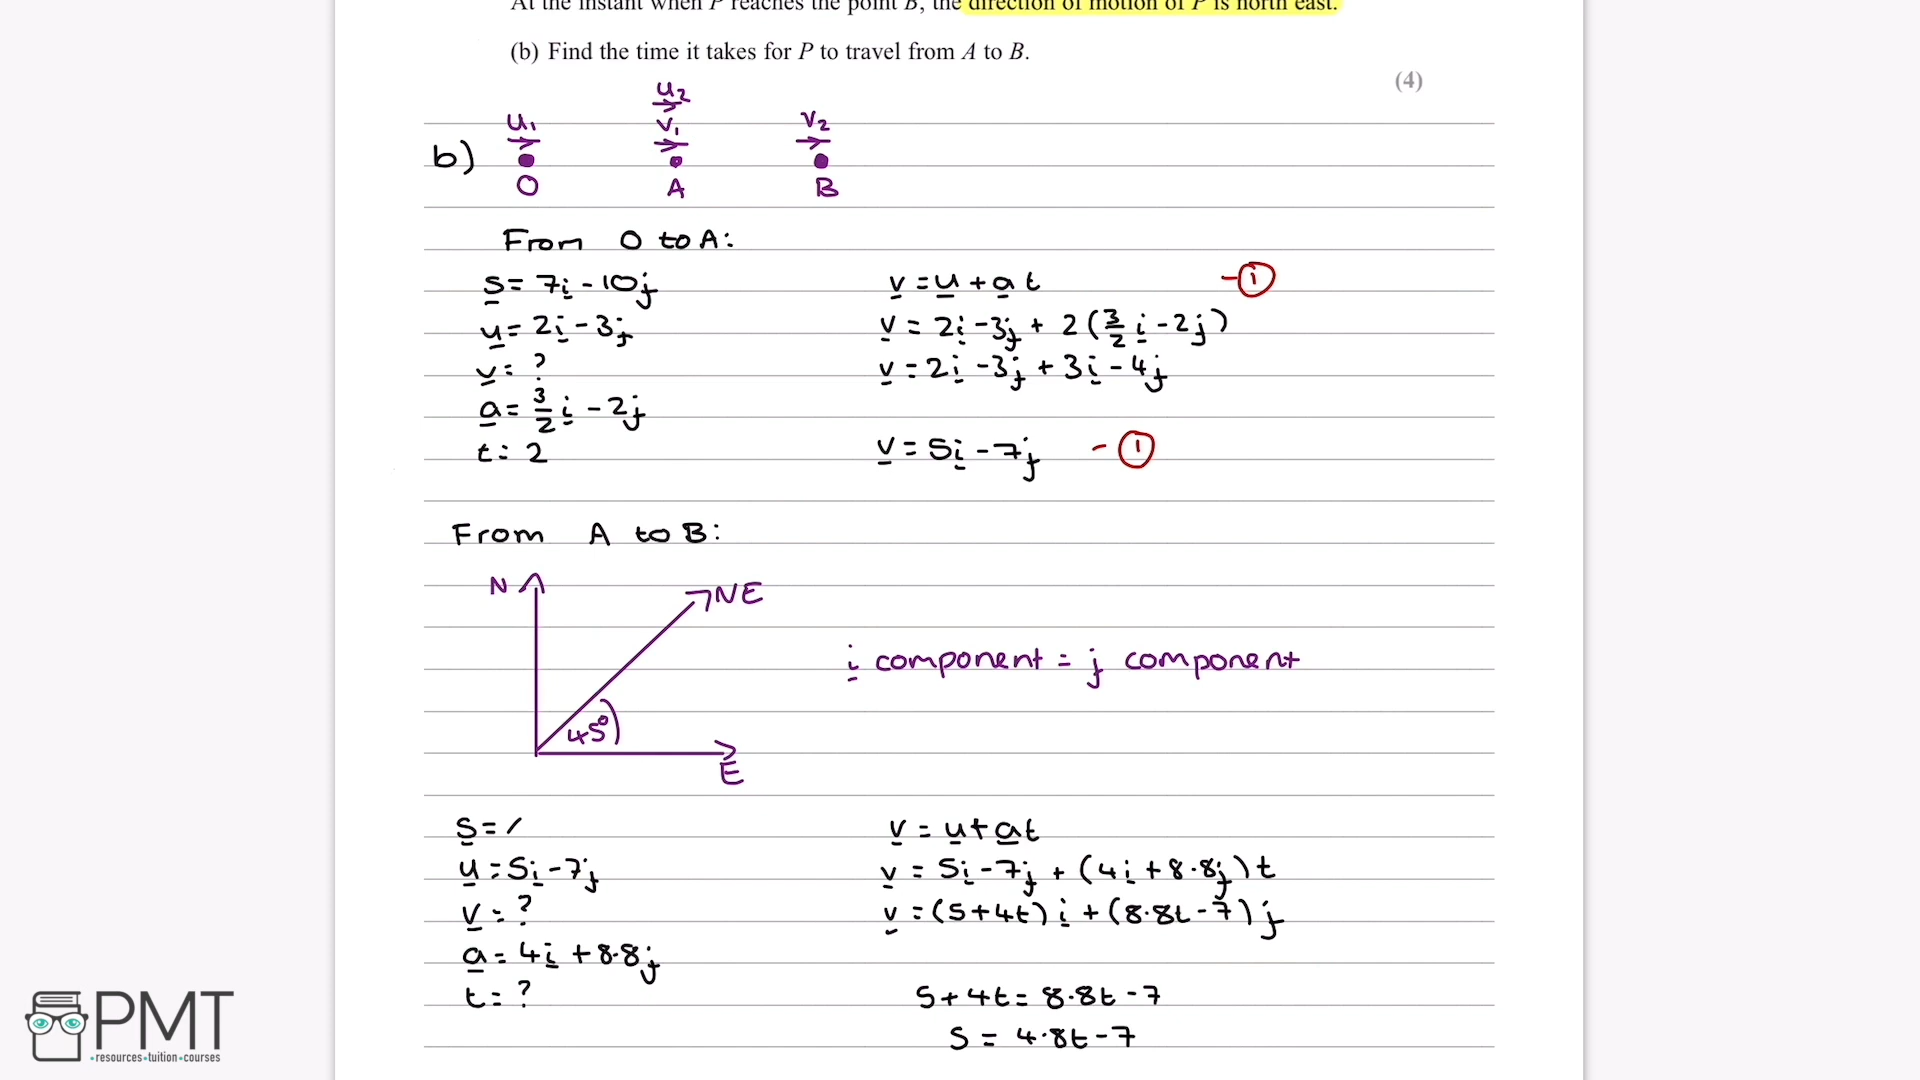 At the instant when P reaches the point B, the direction of motion of P is north east.
(b) Find the time it takes for P to travel from A to B.
(4)
b)
u₁
O
u₂
v₁
A
v₂
B
From O to A:
s = 7i - 10j
u = 2i - 3j
v = ?
a = 3/2 i - 2j
t = 2
v = u + at - ①
v = 2i - 3j + 2(3/2 i - 2j)
v = 2i - 3j + 3i - 4j
v = 5i - 7j - ①
From A to B:
N
NE
45°
E
i component = j component
s = /
u = 5i - 7j
v = ?
a = 4i + 8.8j
t = ?
v = u + at
v = 5i - 7j + (4i + 8.8j)t
v = (5+4t)i + (8.8t - 7)j
5 + 4t = 8.8t - 7
5 = 4.8t - 7
PMT
•resources•tuition•courses